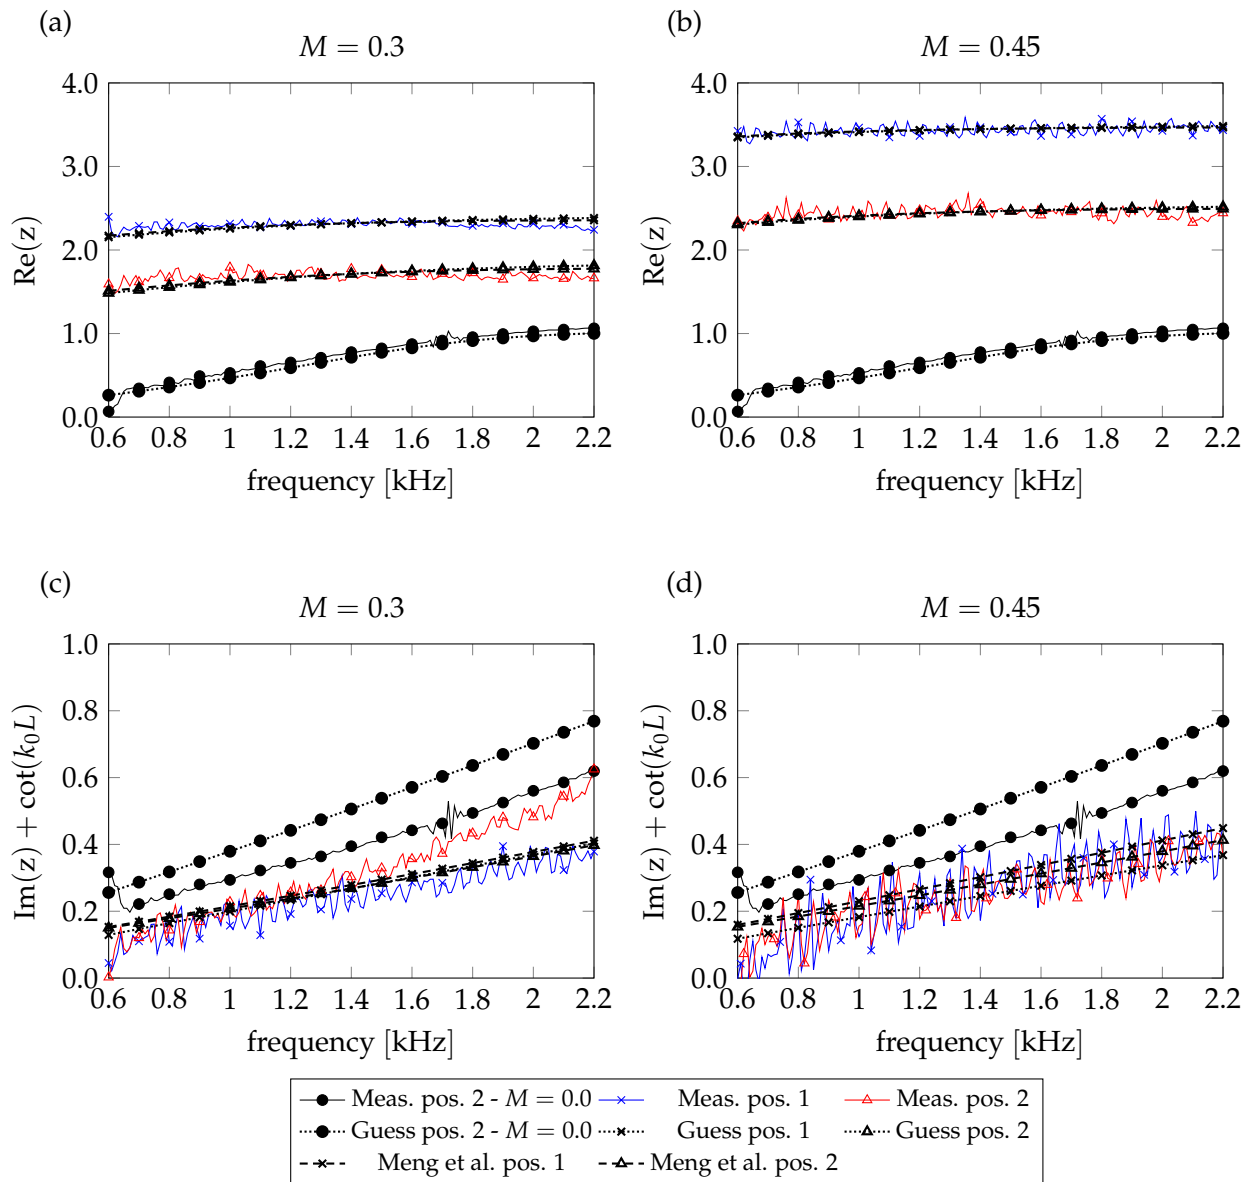 (a)
M = 0.3
Re(z)
4.0
3.0
2.0
1.0
0.0
0.6 0.8 1 1.2 1.4 1.6 1.8 2 2.2
frequency [kHz]
(b)
M = 0.45
Re(z)
4.0
3.0
2.0
1.0
0.0
0.6 0.8 1 1.2 1.4 1.6 1.8 2 2.2
frequency [kHz]
(c)
M = 0.3
Im(z) + cot(k₀L)
1.0
0.8
0.6
0.4
0.2
0.0
0.6 0.8 1 1.2 1.4 1.6 1.8 2 2.2
frequency [kHz]
(d)
M = 0.45
Im(z) + cot(k₀L)
1.0
0.8
0.6
0.4
0.2
0.0
0.6 0.8 1 1.2 1.4 1.6 1.8 2 2.2
frequency [kHz]
Meas. pos. 2 - M = 0.0 Meas. pos. 1 Meas. pos. 2
Guess pos. 2 - M = 0.0 Guess pos. 1 Guess pos. 2
Meng et al. pos. 1 Meng et al. pos. 2